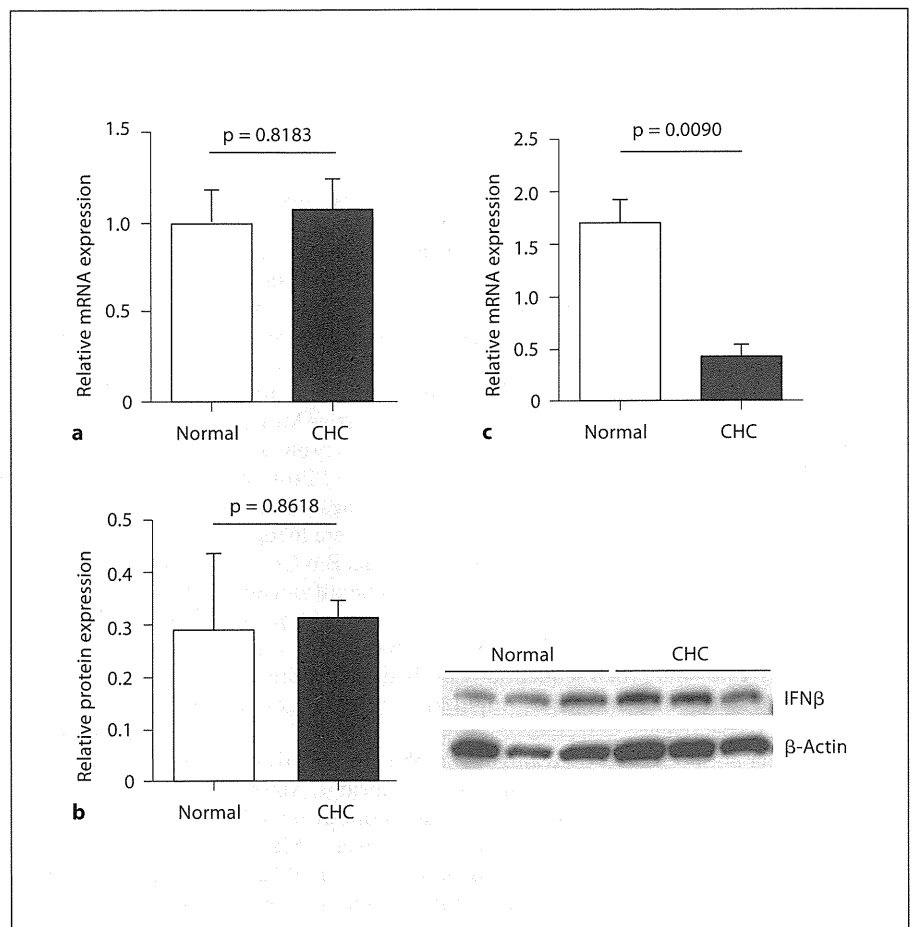 1.5
p = 0.8183
Relative mRNA expression
1.0
0.5
0
a
Normal
CHC
2.5
p = 0.0090
Relative mRNA expression
2.0
1.5
1.0
0.5
0
c
Normal
CHC
0.5
p = 0.8618
Relative protein expression
0.4
0.3
0.2
0.1
0
b
Normal
CHC
Normal
CHC
IFNβ
β-Actin